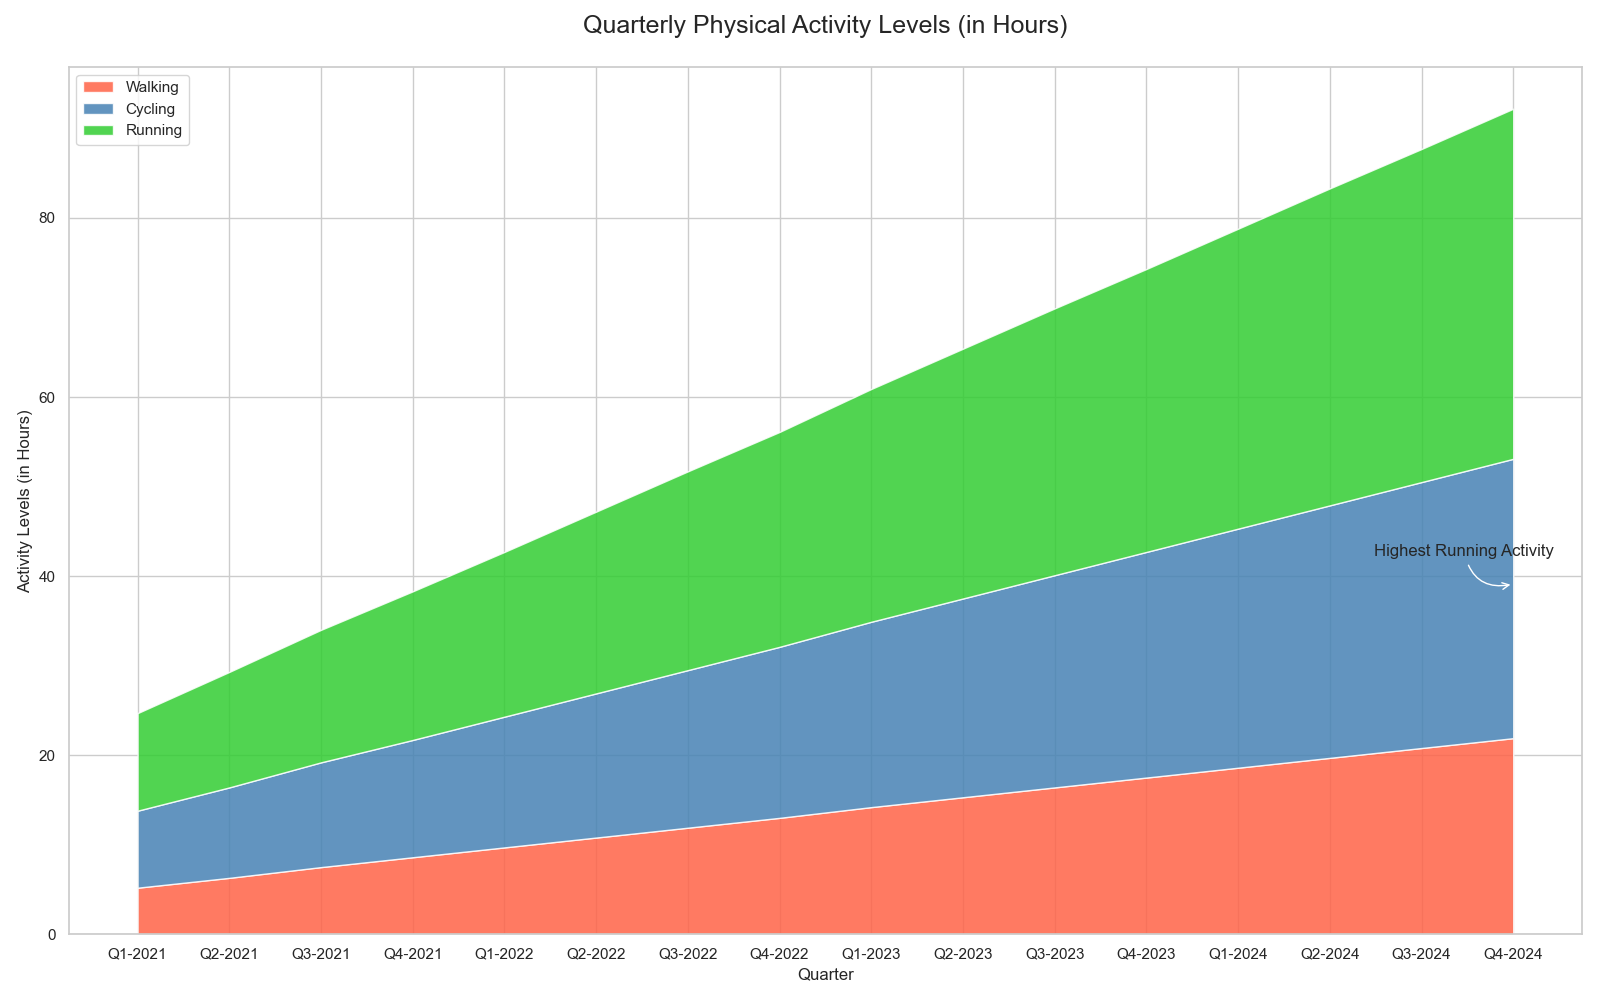 Quarterly Physical Activity Levels (in Hours)
Walking
Cycling
Running
Activity Levels (in Hours)
80
60
40
20
0
Highest Running Activity
Q1-2021 Q2-2021 Q3-2021 Q4-2021 Q1-2022 Q2-2022 Q3-2022 Q4-2022 Q1-2023 Q2-2023 Q3-2023 Q4-2023 Q1-2024 Q2-2024 Q3-2024 Q4-2024
Quarter